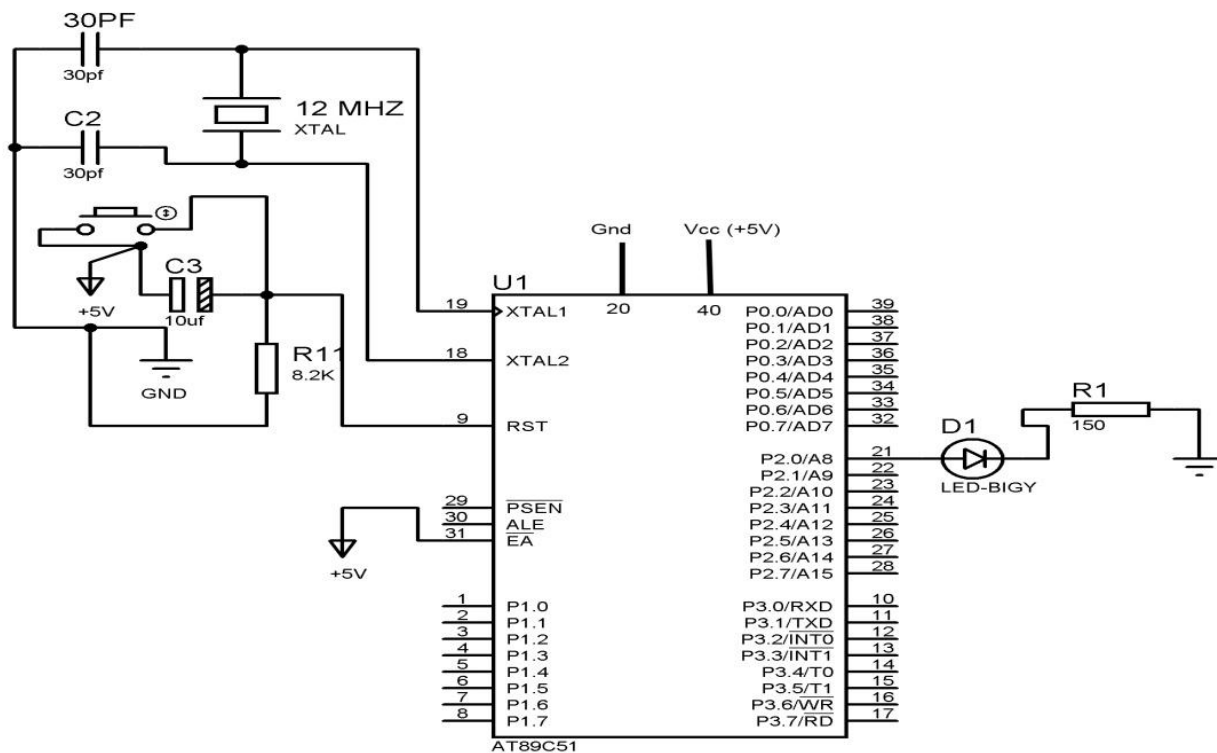 30PF
30pf
12 MHZ
XTAL
C2
30pf
+5V
C3
10uf
GND
R11
8.2K
+5V
Gnd
Vcc (+5V)
U1
20
40
19 XTAL1
18 XTAL2
9 RST
29 PSEN
30 ALE
31 EA
1 P1.0
2 P1.1
3 P1.2
4 P1.3
5 P1.4
6 P1.5
7 P1.6
8 P1.7
P0.0/AD0 39
P0.1/AD1 38
P0.2/AD2 37
P0.3/AD3 36
P0.4/AD4 35
P0.5/AD5 34
P0.6/AD6 33
P0.7/AD7 32
P2.0/A8 21
P2.1/A9 22
P2.2/A10 23
P2.3/A11 24
P2.4/A12 25
P2.5/A13 26
P2.6/A14 27
P2.7/A15 28
P3.0/RXD 10
P3.1/TXD 11
P3.2/INT0 12
P3.3/INT1 13
P3.4/T0 14
P3.5/T1 15
P3.6/WR 16
P3.7/RD 17
AT89C51
D1
LED-BIGY
R1
150